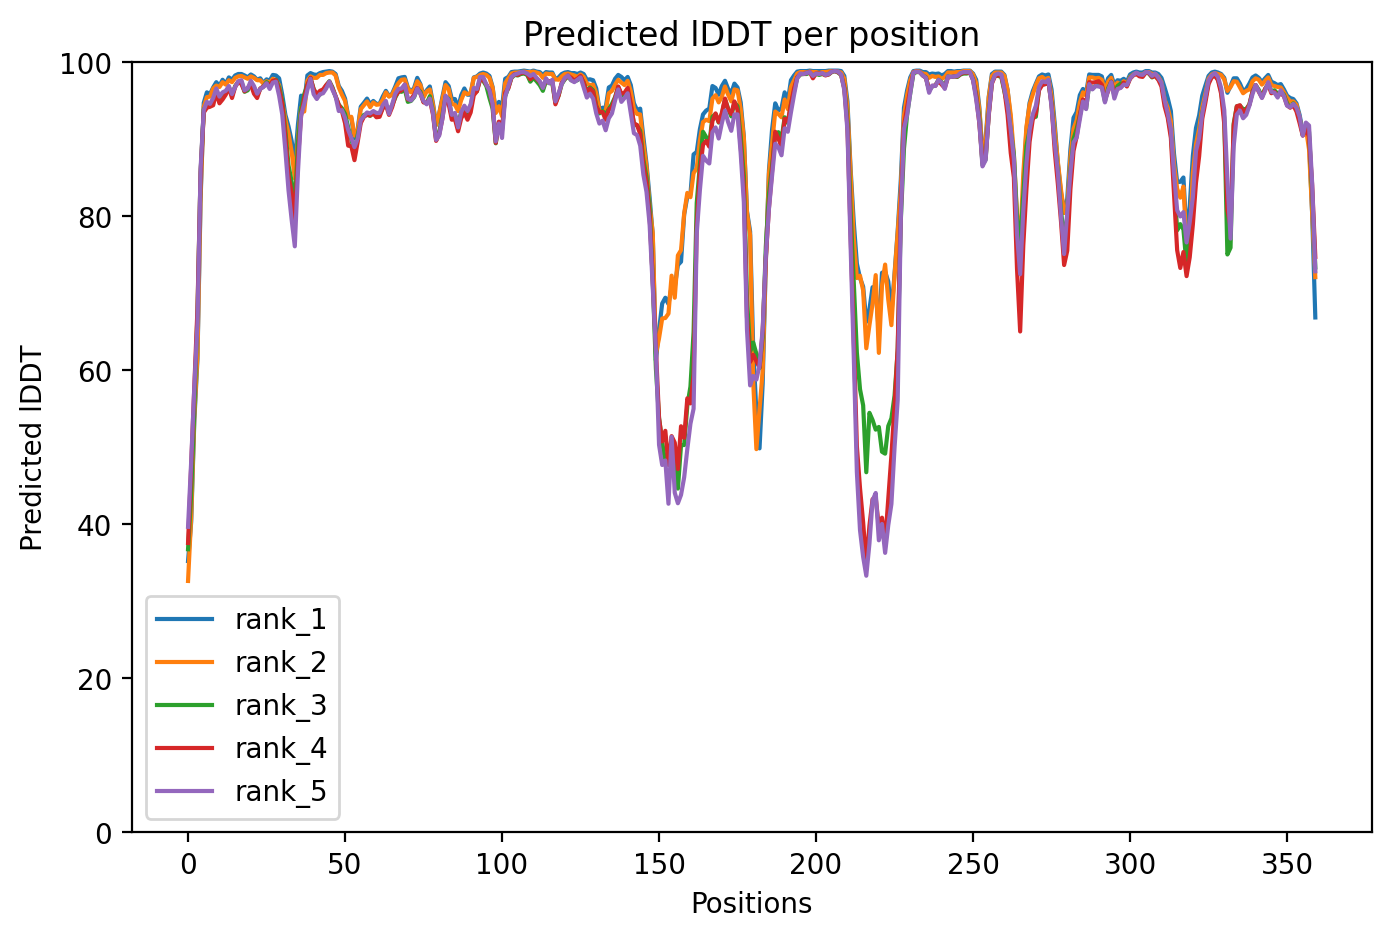 Predicted lDDT per position
100
80
60
40
20
0
Predicted lDDT
rank_1
rank_2
rank_3
rank_4
rank_5
0 50 100 150 200 250 300 350
Positions